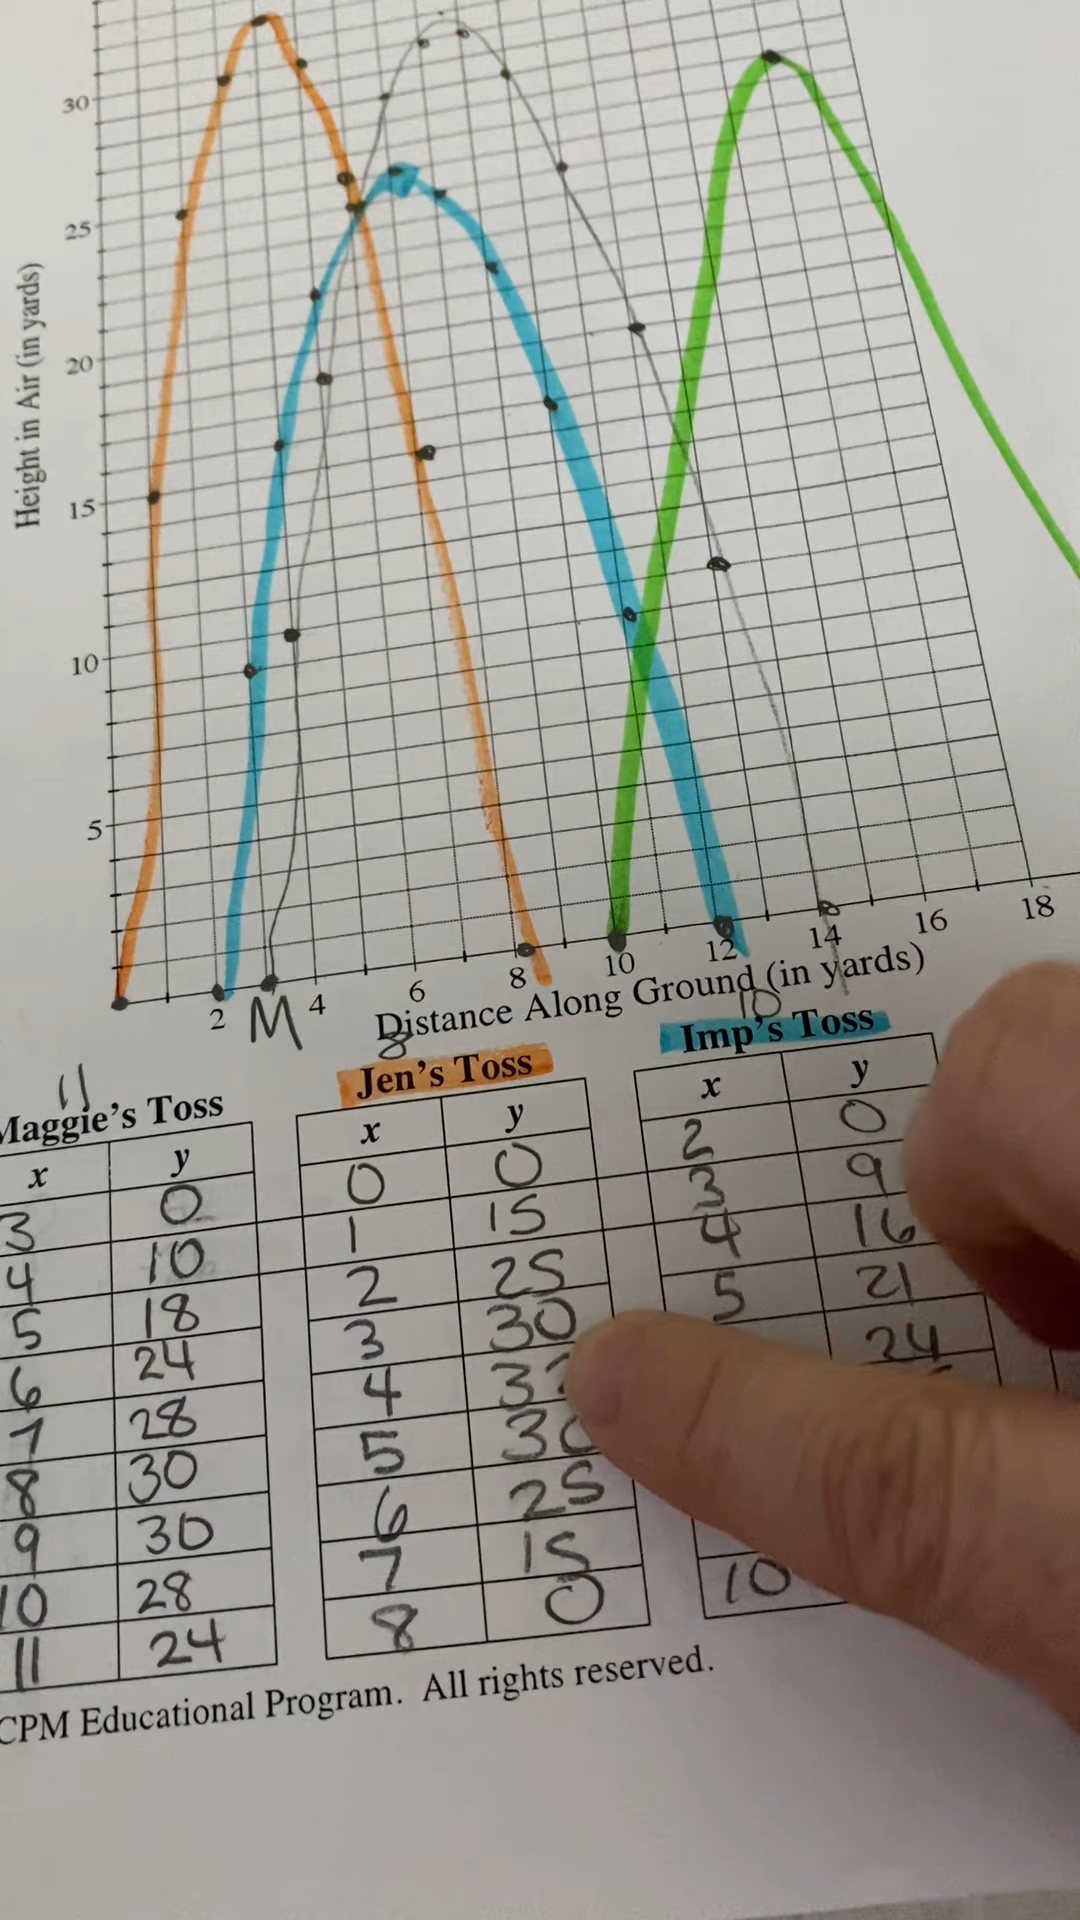 30
25
20
15
10
5
Height in Air (in yards)
2 M 4 6 8 10 12 14 16 18
Distance Along Ground (in yards)
11 8 10
Maggie's Toss Jen's Toss Imp's Toss
x y x y x y
3 0 0 0 2 0
4 10 1 15 3 9
5 18 2 25 4 16
6 24 3 30 5 21
7 28 4 24
8 30 5 30
9 30 6 25
10 28 7 15 10
11 24 8 0
CPM Educational Program. All rights reserved.